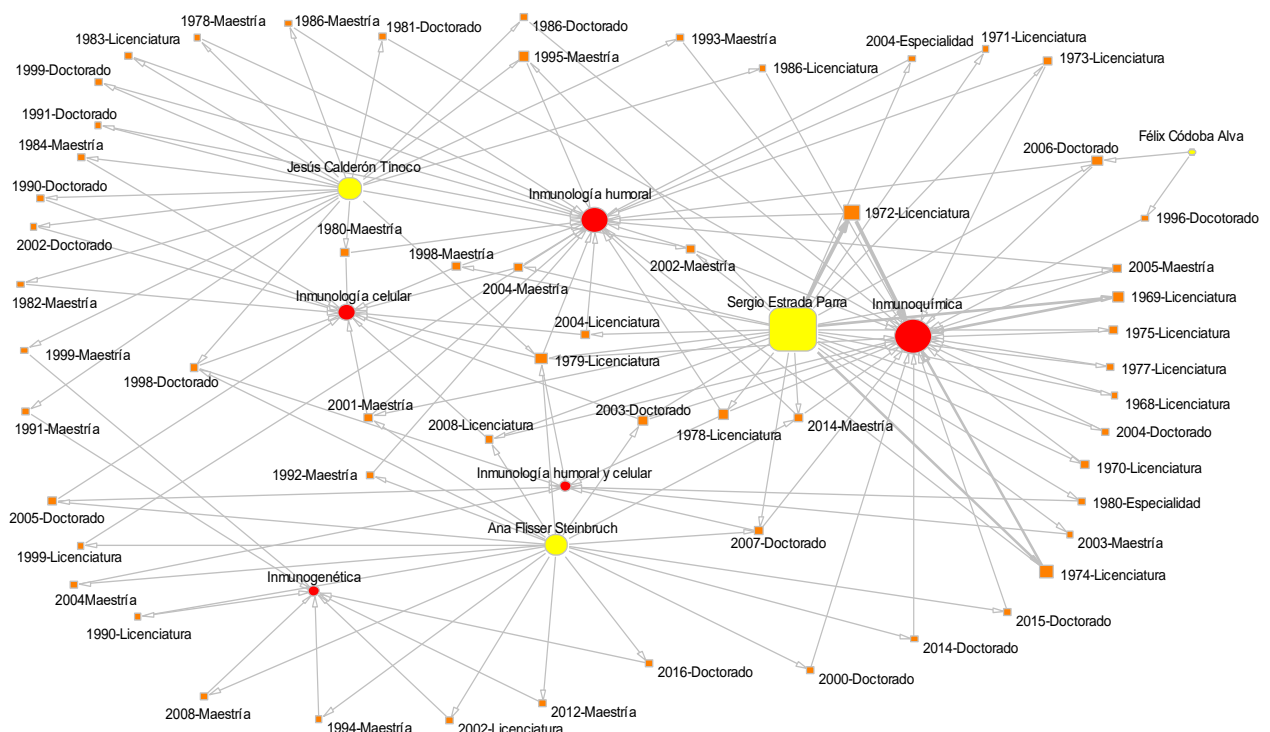 1978-Maestría
1986-Maestría
1981-Doctorado
1986-Doctorado
1983-Licenciatura
1993-Maestría
2004-Especialidad
1971-Licenciatura
1995-Maestría
1973-Licenciatura
1999-Doctorado
1986-Licenciatura
1991-Doctorado
Félix Códoba Alva
1984-Maestría
2006-Doctorado
Jesús Calderón Tinoco
1990-Doctorado
Inmunología humoral
1972-Licenciatura
1996-Docotorado
1980-Maestría
2002-Doctorado
1998-Maestría
2002-Maestría
2005-Maestría
2004-Maestría
1982-Maestría
Inmunología celular
Sergio Estrada Parra
Inmunoquímica
1969-Licenciatura
2004-Licenciatura
1975-Licenciatura
1999-Maestría
1979-Licenciatura
1977-Licenciatura
1998-Doctorado
1968-Licenciatura
2001-Maestría
2003-Doctorado
1991-Maestría
2008-Licenciatura
1978-Licenciatura
2014-Maestría
2004-Doctorado
1970-Licenciatura
1992-Maestría
Inmunología humoral y celular
1980-Especialidad
2005-Doctorado
Ana Flisser Steinbruch
2007-Doctorado
2003-Maestría
1999-Licenciatura
Inmunogenética
1974-Licenciatura
2004Maestría
1990-Licenciatura
2015-Doctorado
2014-Doctorado
2016-Doctorado
2000-Doctorado
2008-Maestría
2012-Maestría
1994-Maestría
2002-Licenciatura